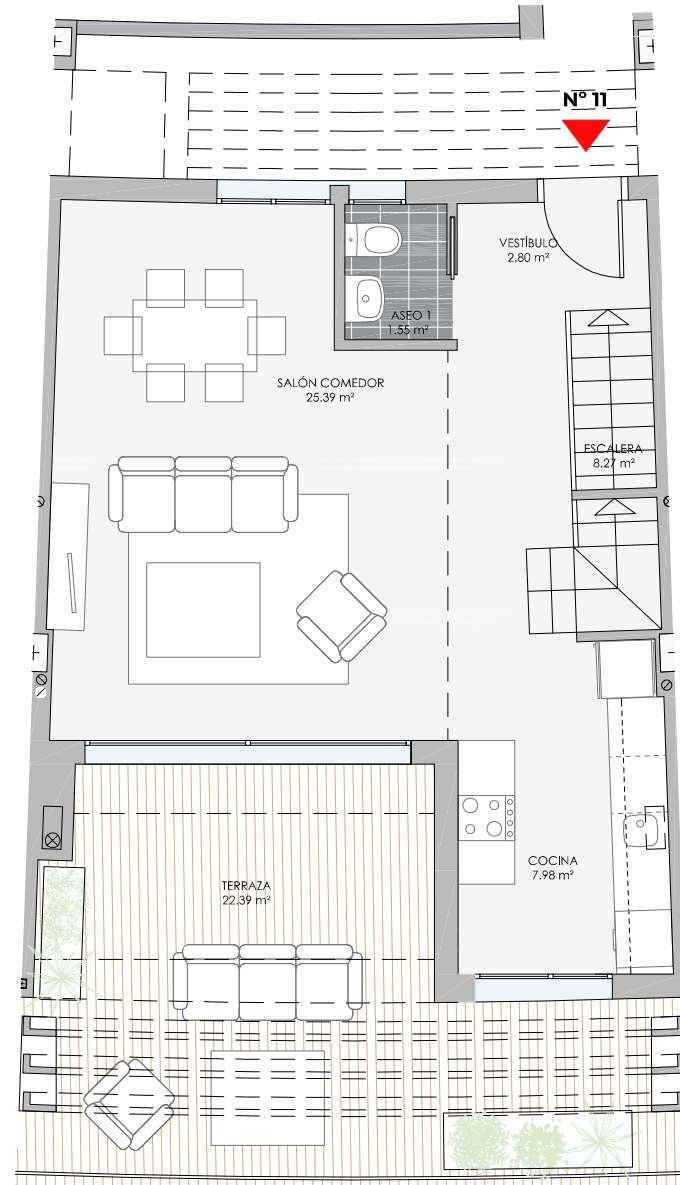 Nº 11
VESTÍBULO
2.80 m²
ASEO 1
1.55 m²
SALÓN COMEDOR
25.39 m²
ESCALERA
8.27 m²
COCINA
7.98 m²
TERRAZA
22.39 m²